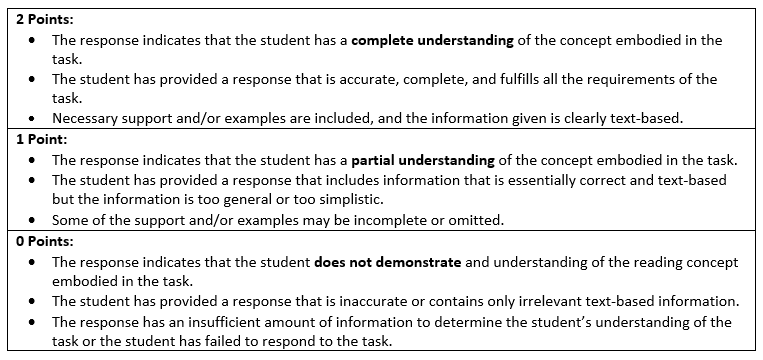 2 Points:
• The response indicates that the student has a complete understanding of the concept embodied in the
task.
• The student has provided a response that is accurate, complete, and fulfills all the requirements of the
task.
• Necessary support and/or examples are included, and the information given is clearly text-based.
1 Point:
• The response indicates that the student has a partial understanding of the concept embodied in the task.
• The student has provided a response that includes information that is essentially correct and text-based
but the information is too general or too simplistic.
• Some of the support and/or examples may be incomplete or omitted.
0 Points:
• The response indicates that the student does not demonstrate and understanding of the reading concept
embodied in the task.
• The student has provided a response that is inaccurate or contains only irrelevant text-based information.
• The response has an insufficient amount of information to determine the student’s understanding of the
task or the student has failed to respond to the task.